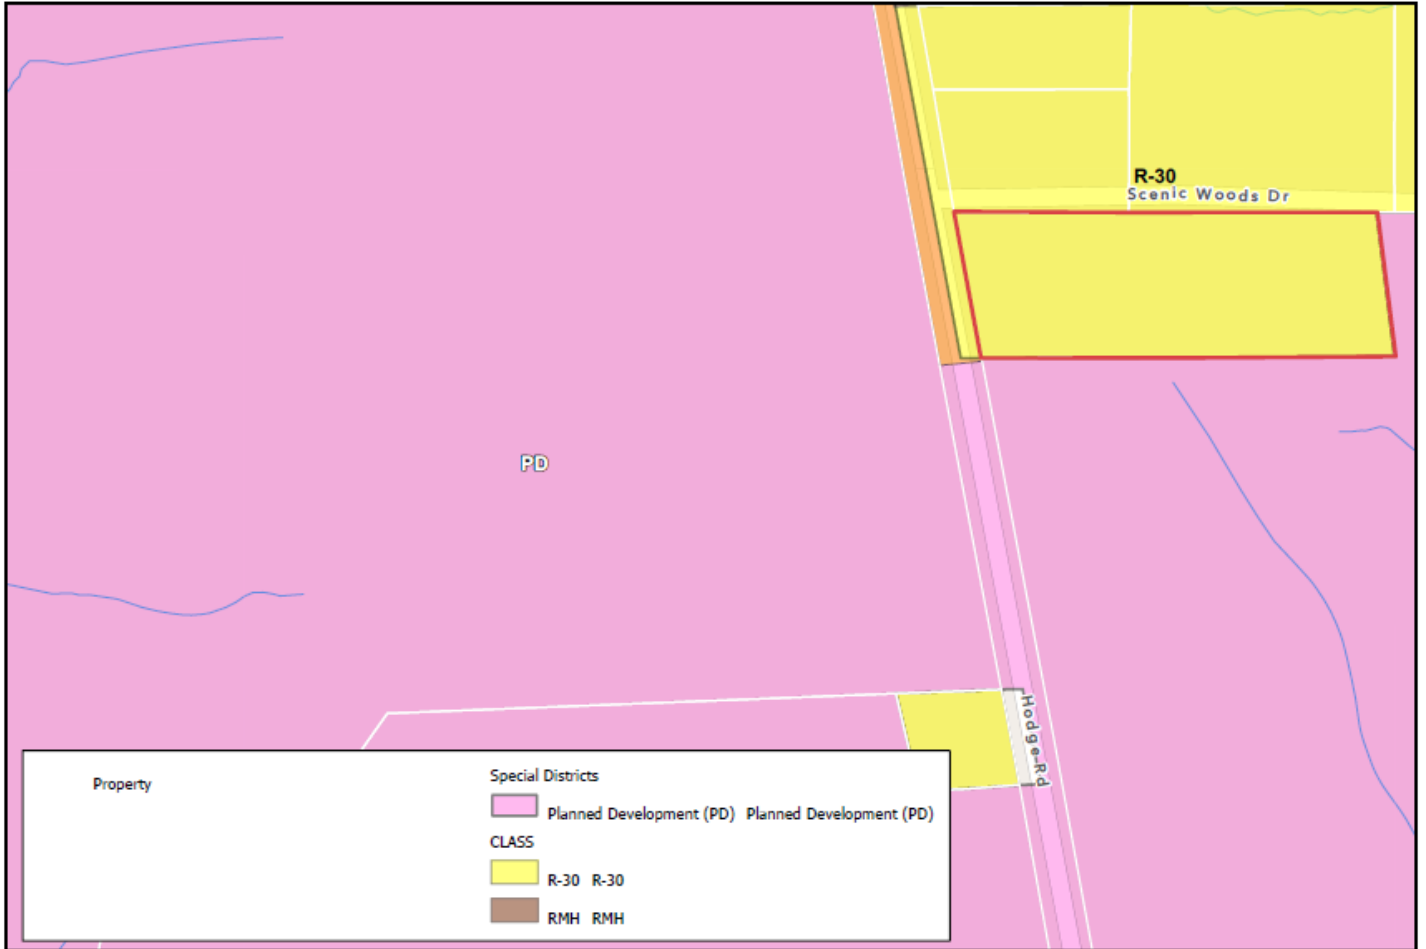 R-30
Scenic Woods Dr
PD
Hodge Rd
Property
Special Districts
Planned Development (PD) Planned Development (PD)
CLASS
R-30 R-30
RMH RMH